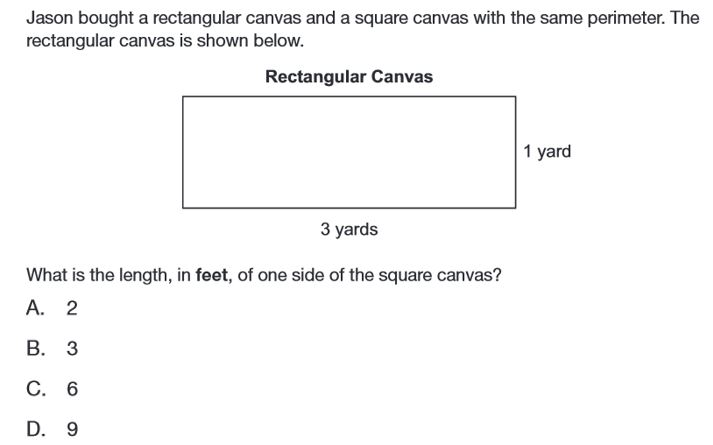 Jason bought a rectangular canvas and a square canvas with the same perimeter. The
rectangular canvas is shown below.
Rectangular Canvas
1 yard
3 yards
What is the length, in feet, of one side of the square canvas?
A. 2
B. 3
C. 6
D. 9